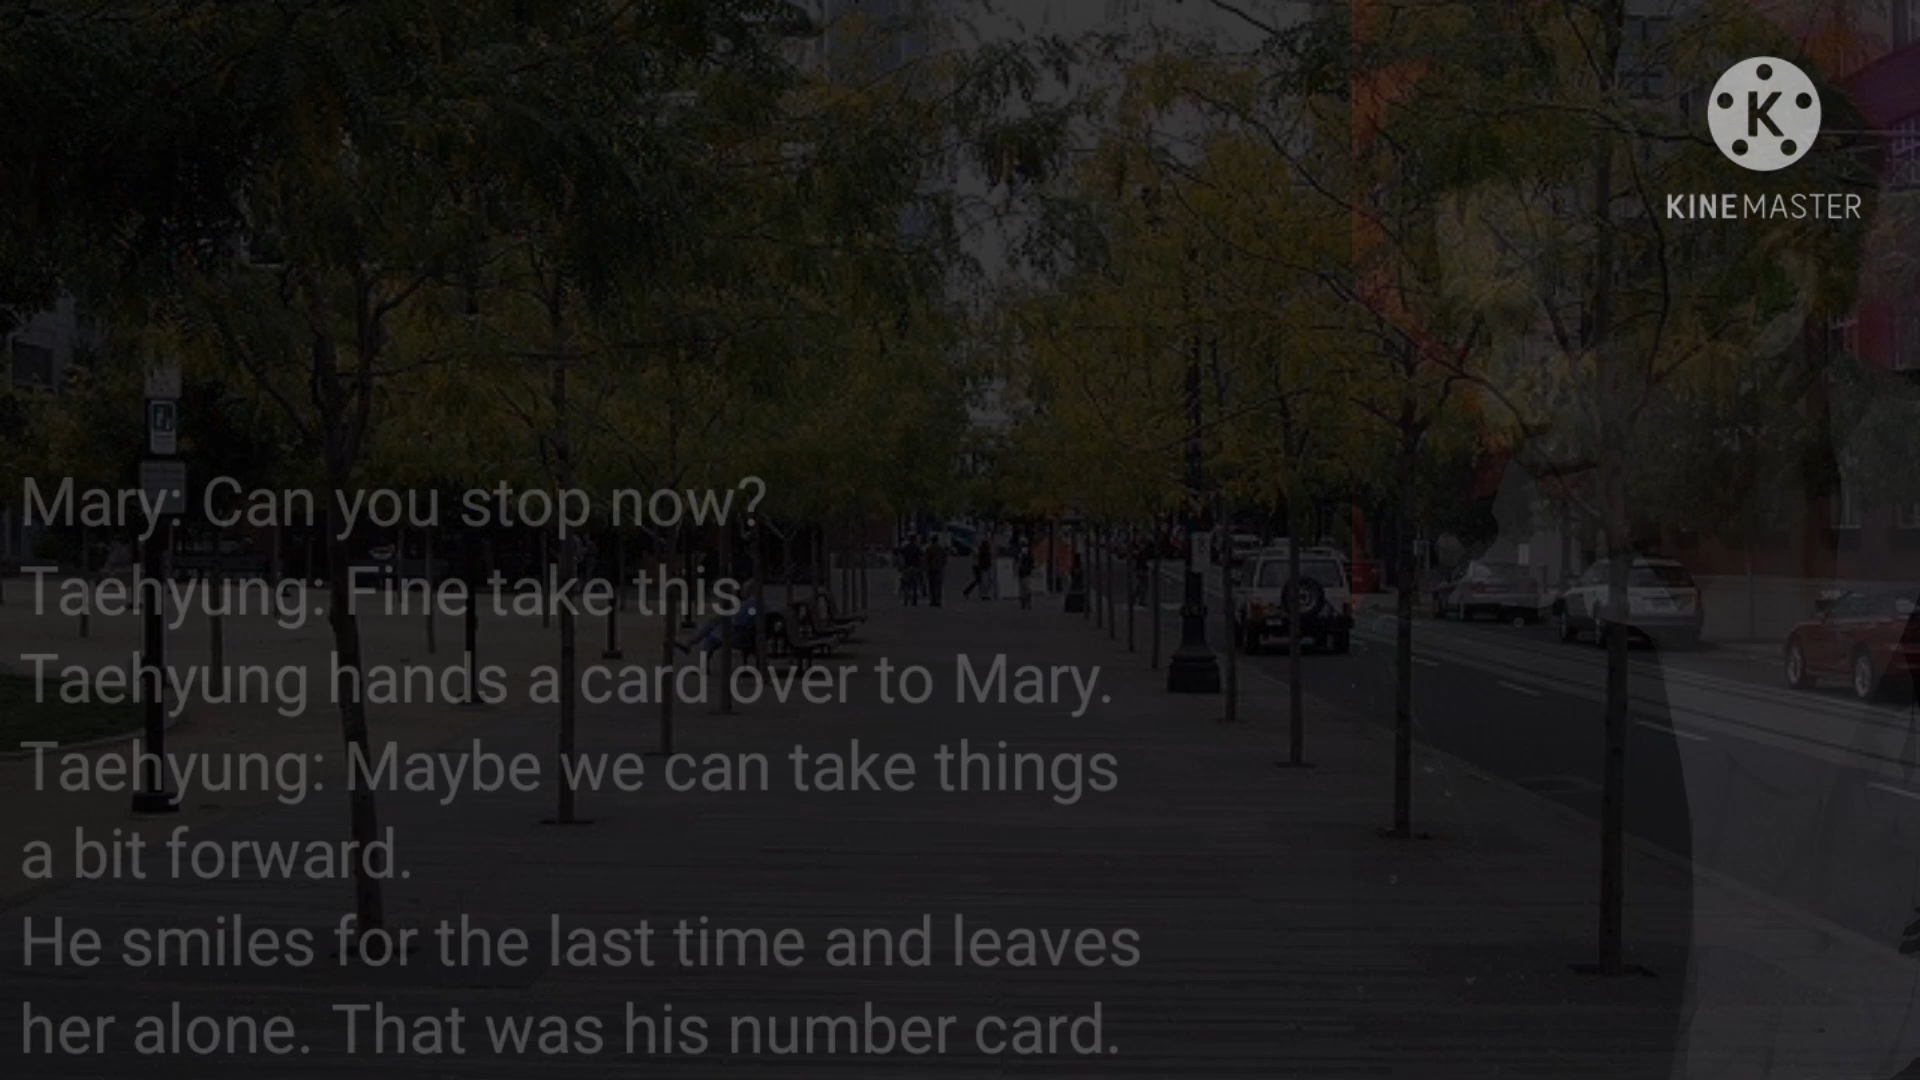 KINEMASTER
Mary: Can you stop now?
Taehyung: Fine take this.
Taehyung hands a card over to Mary.
Taehyung: Maybe we can take things
a bit forward.
He smiles for the last time and leaves
her alone. That was his number card.